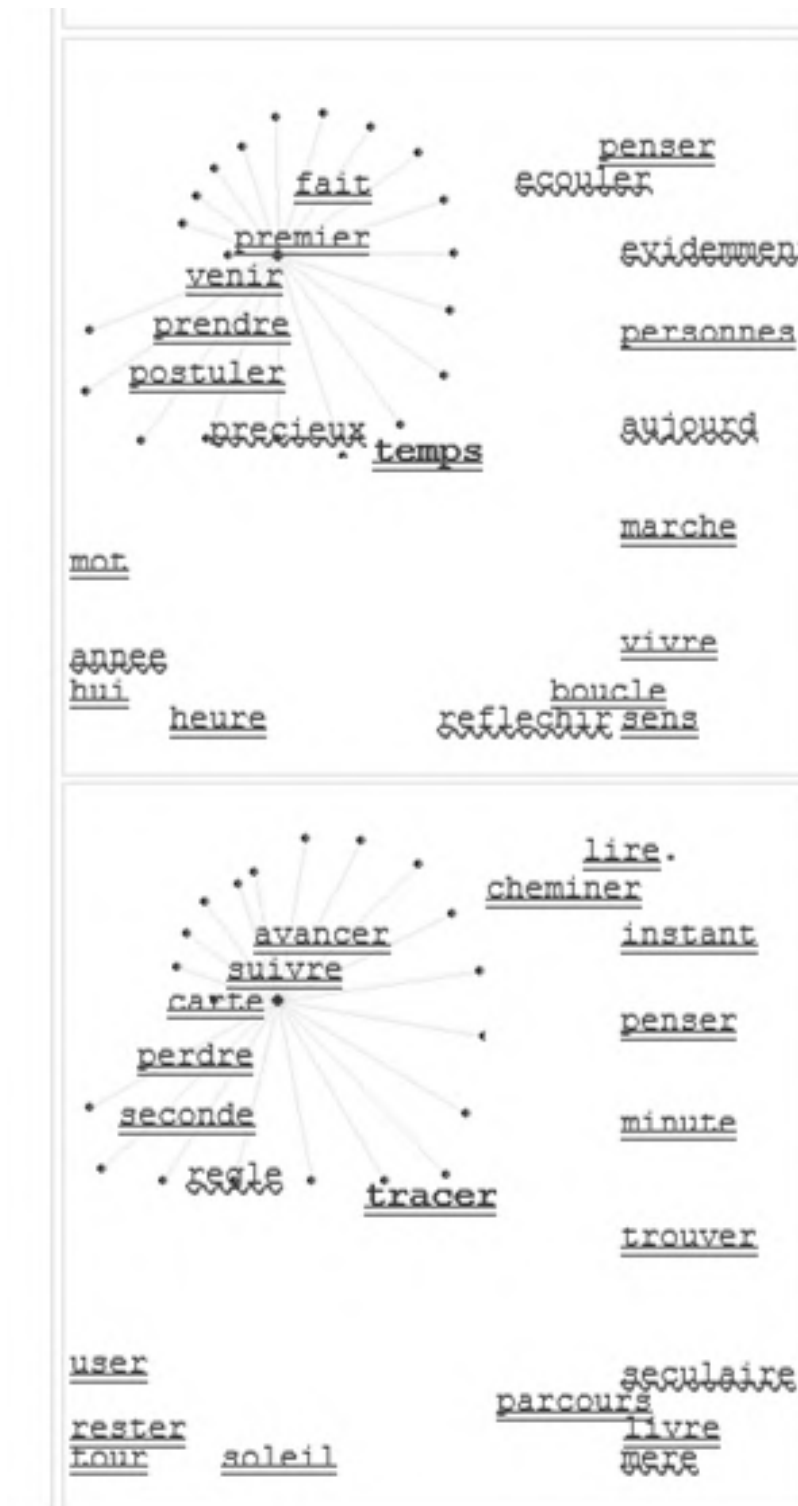 penser
fait ecouler
premier evidemmen
venir
prendre personnes
postuler
precieux aujourd
temps
marche
mot
vivre
annee
hui boucle
heure reflechir sens
lire.
cheminer
avancer instant
suivre
carte
penser
perdre
seconde minute
regle
tracer
trouver
user
seculaire
parcours
rester livre
tour soleil mere